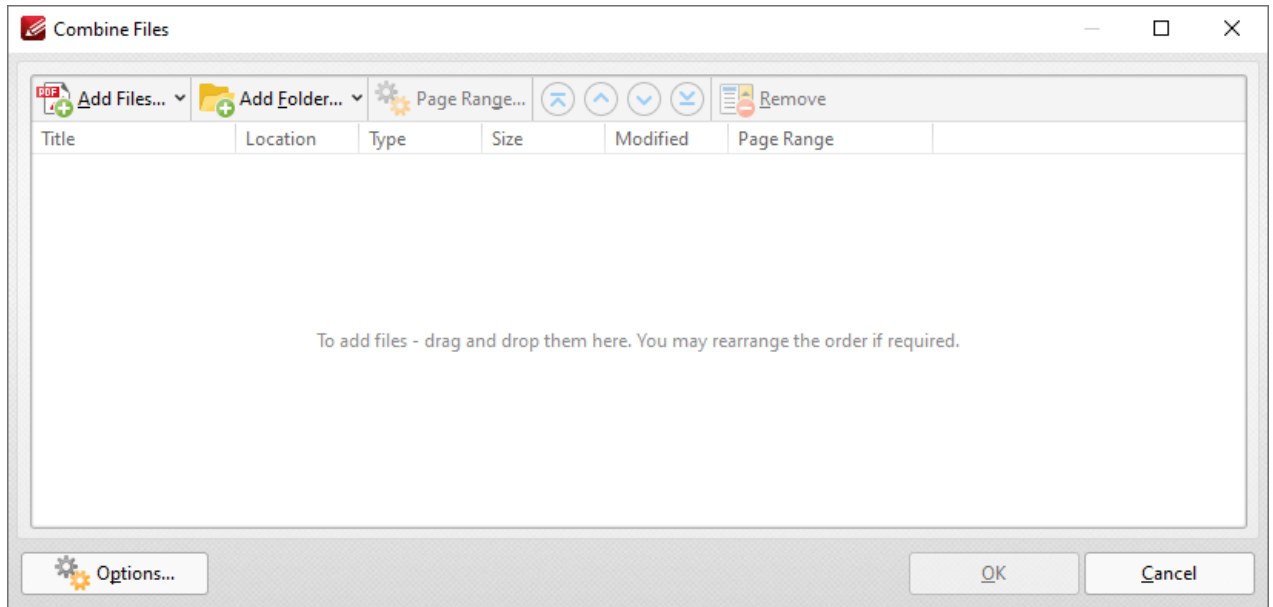 Combine Files
Add Files... Add Folder... Page Range... Remove
Title Location Type Size Modified Page Range
To add files - drag and drop them here. You may rearrange the order if required.
Options... OK Cancel